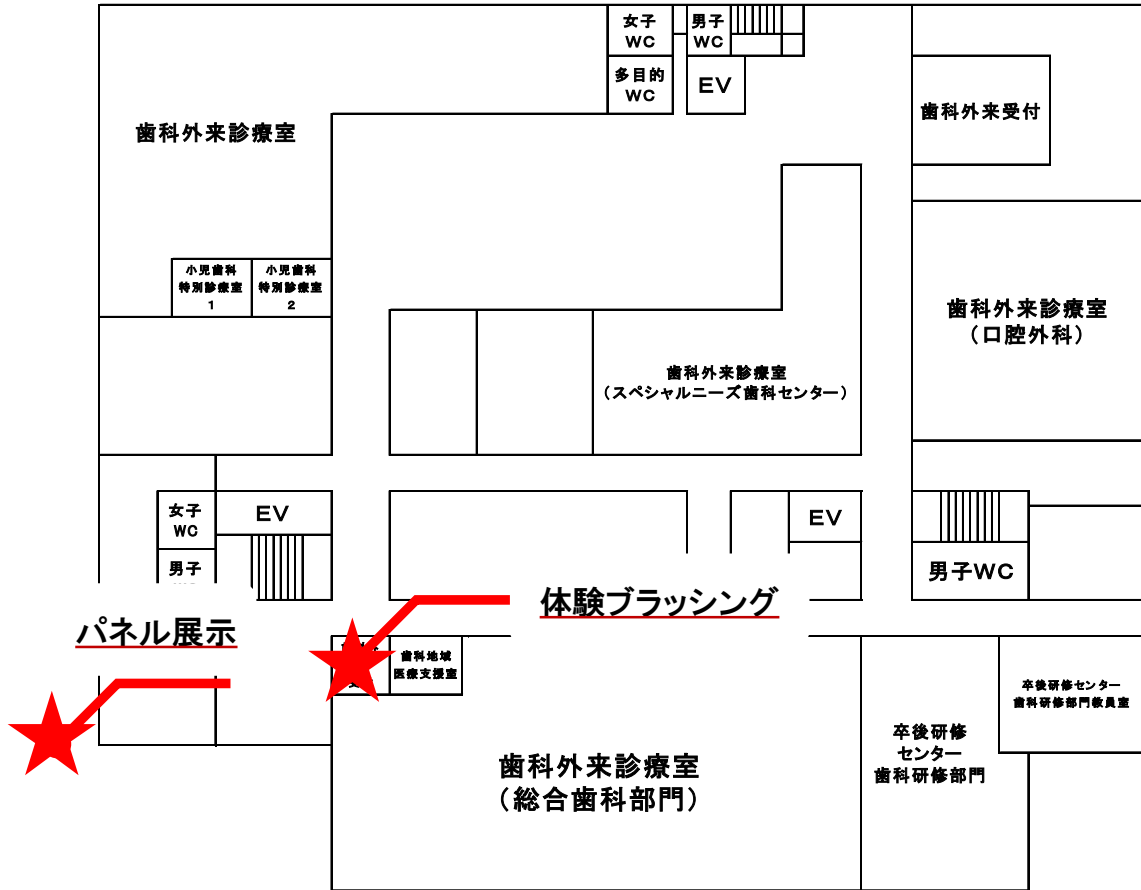 女子
WC
男子
WC
多目的
WC
EV
歯科外来受付
歯科外来診療室
小児歯科
特別診療室
1
小児歯科
特別診療室
2
歯科外来診療室
(口腔外科)
歯科外来診療室
(スペシャルニーズ歯科センター)
女子
WC
EV
男子
EV
男子WC
体験ブラッシング
パネル展示
歯科地域
医療支援室
卒後研修センター
歯科研修部門教員室
卒後研修
センター
歯科研修部門
歯科外来診療室
(総合歯科部門)